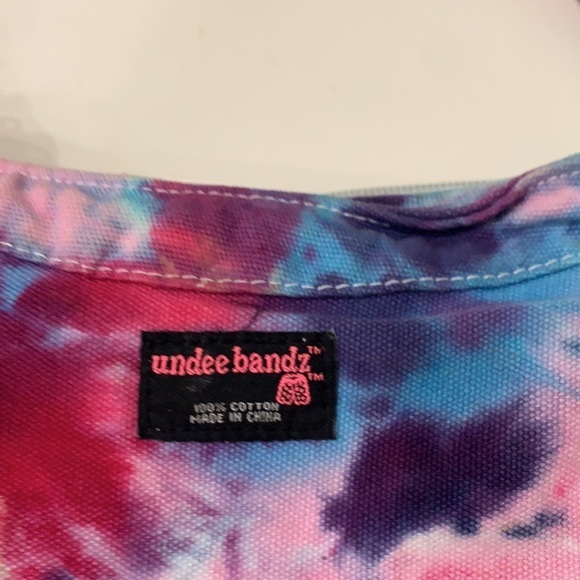 undee bandz™
™
100% COTTON
MADE IN CHINA